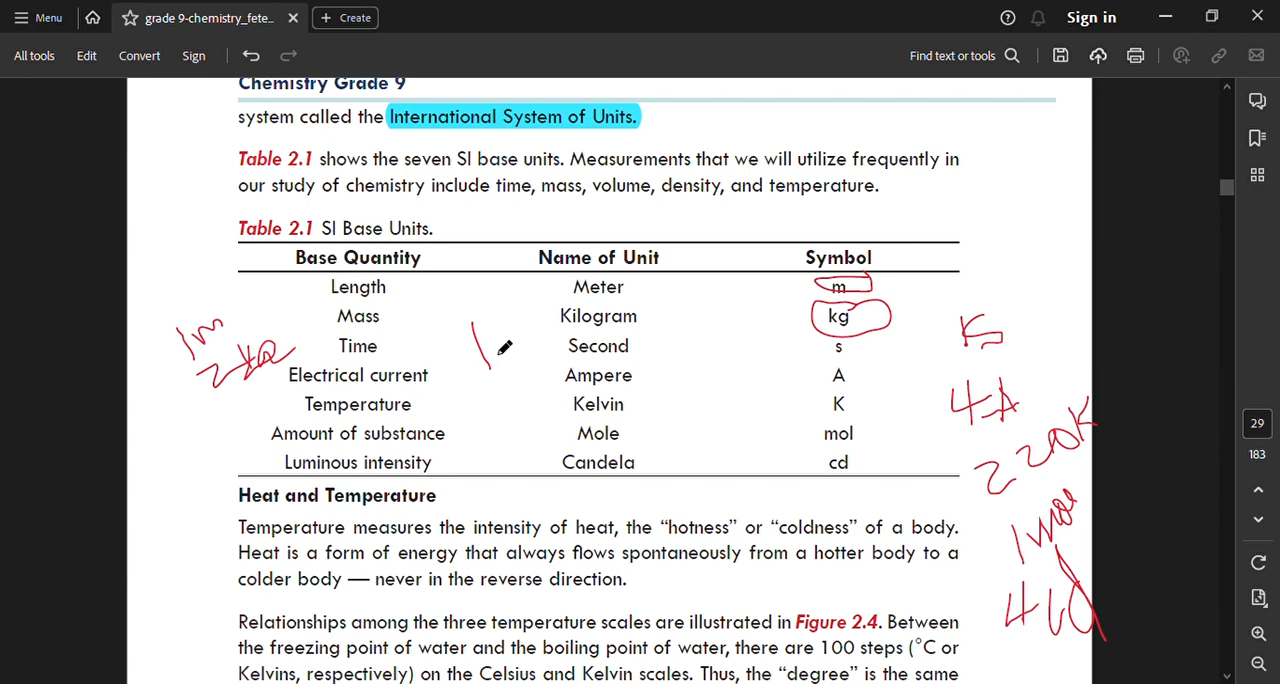 Menu
grade 9-chemistry_fete...
Create
Sign in
All tools Edit Convert Sign
Find text or tools
Chemistry Grade 9
system called the International System of Units.
Table 2.1 shows the seven SI base units. Measurements that we will utilize frequently in
our study of chemistry include time, mass, volume, density, and temperature.
Table 2.1 SI Base Units.
Base Quantity Name of Unit Symbol
Length Meter m
Mass Kilogram kg
Time Second s
Electrical current Ampere A
Temperature Kelvin K
Amount of substance Mole mol
Luminous intensity Candela cd
1m
4A
220K
Heat and Temperature
Temperature measures the intensity of heat, the “hotness” or “coldness” of a body.
Heat is a form of energy that always flows spontaneously from a hotter body to a
colder body — never in the reverse direction.
Relationships among the three temperature scales are illustrated in Figure 2.4. Between
the freezing point of water and the boiling point of water, there are 100 steps (°C or
Kelvins, respectively) on the Celsius and Kelvin scales. Thus, the “degree” is the same
29
183